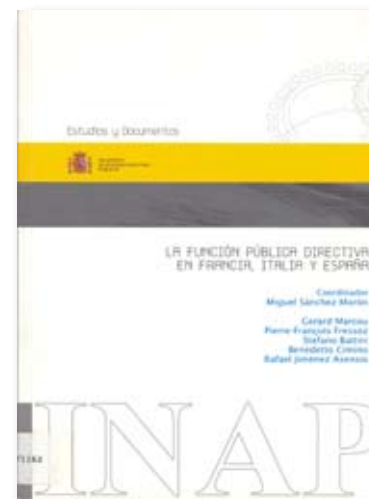 Estudios y Documentos
LA FUNCIÓN PÚBLICA DIRECTIVA
EN FRANCIA, ITALIA Y ESPAÑA
Coordinador
Miguel Sánchez Morón
Gerard Marcou
Pierre-François Fressoz
Stefano Battini
Benedetto Cimino
Rafael Jiménez Asensio
INAP